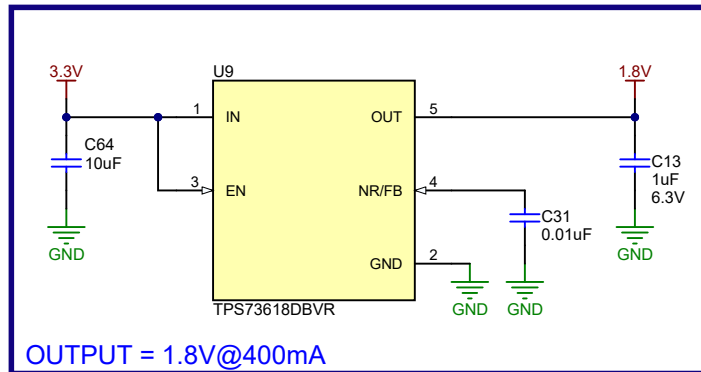 3.3V
U9
1.8V
1
IN
OUT
5
C64
10uF
C13
1uF
6.3V
3
EN
NR/FB
4
C31
0.01uF
GND
2
GND
GND
GND
GND
TPS73618DBVR
OUTPUT = 1.8V@400mA